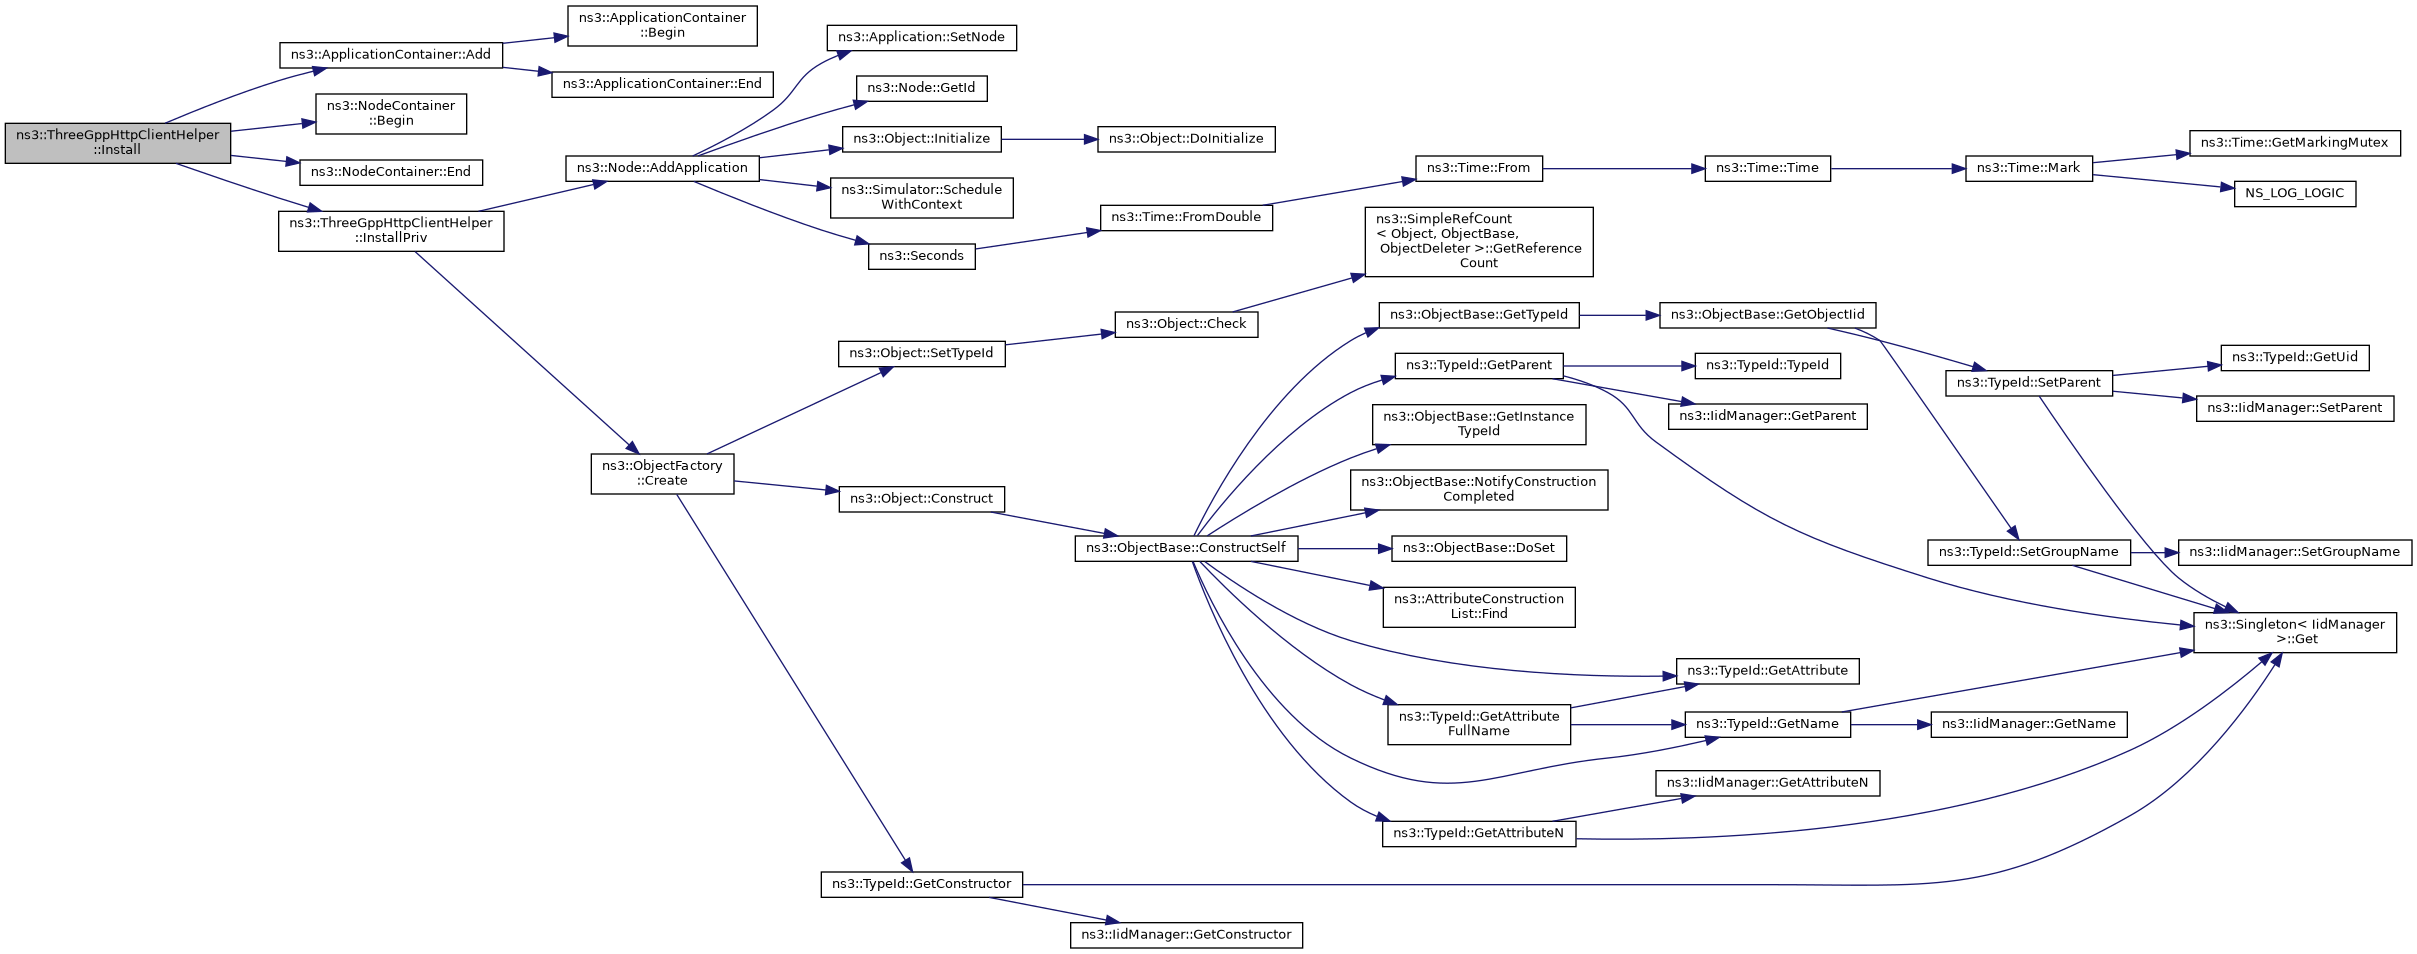 ns3::ThreeGppHttpClientHelper
::Install
ns3::ApplicationContainer::Add
ns3::ApplicationContainer
::Begin
ns3::ApplicationContainer::End
ns3::NodeContainer
::Begin
ns3::NodeContainer::End
ns3::ThreeGppHttpClientHelper
::InstallPriv
ns3::Node::AddApplication
ns3::Application::SetNode
ns3::Node::GetId
ns3::Object::Initialize
ns3::Object::DoInitialize
ns3::Simulator::Schedule
WithContext
ns3::Seconds
ns3::Time::FromDouble
ns3::Time::From
ns3::Time::Time
ns3::Time::Mark
ns3::Time::GetMarkingMutex
NS_LOG_LOGIC
ns3::ObjectFactory
::Create
ns3::Object::SetTypeId
ns3::Object::Check
ns3::SimpleRefCount
< Object, ObjectBase,
ObjectDeleter >::GetReference
Count
ns3::Object::Construct
ns3::ObjectBase::ConstructSelf
ns3::ObjectBase::GetTypeId
ns3::ObjectBase::GetObjectIid
ns3::TypeId::SetParent
ns3::TypeId::GetUid
ns3::IidManager::SetParent
ns3::TypeId::GetParent
ns3::TypeId::TypeId
ns3::IidManager::GetParent
ns3::ObjectBase::GetInstance
TypeId
ns3::ObjectBase::NotifyConstruction
Completed
ns3::ObjectBase::DoSet
ns3::AttributeConstruction
List::Find
ns3::TypeId::SetGroupName
ns3::IidManager::SetGroupName
ns3::Singleton< IidManager
>::Get
ns3::TypeId::GetAttribute
ns3::TypeId::GetAttribute
FullName
ns3::TypeId::GetName
ns3::IidManager::GetName
ns3::IidManager::GetAttributeN
ns3::TypeId::GetAttributeN
ns3::TypeId::GetConstructor
ns3::IidManager::GetConstructor